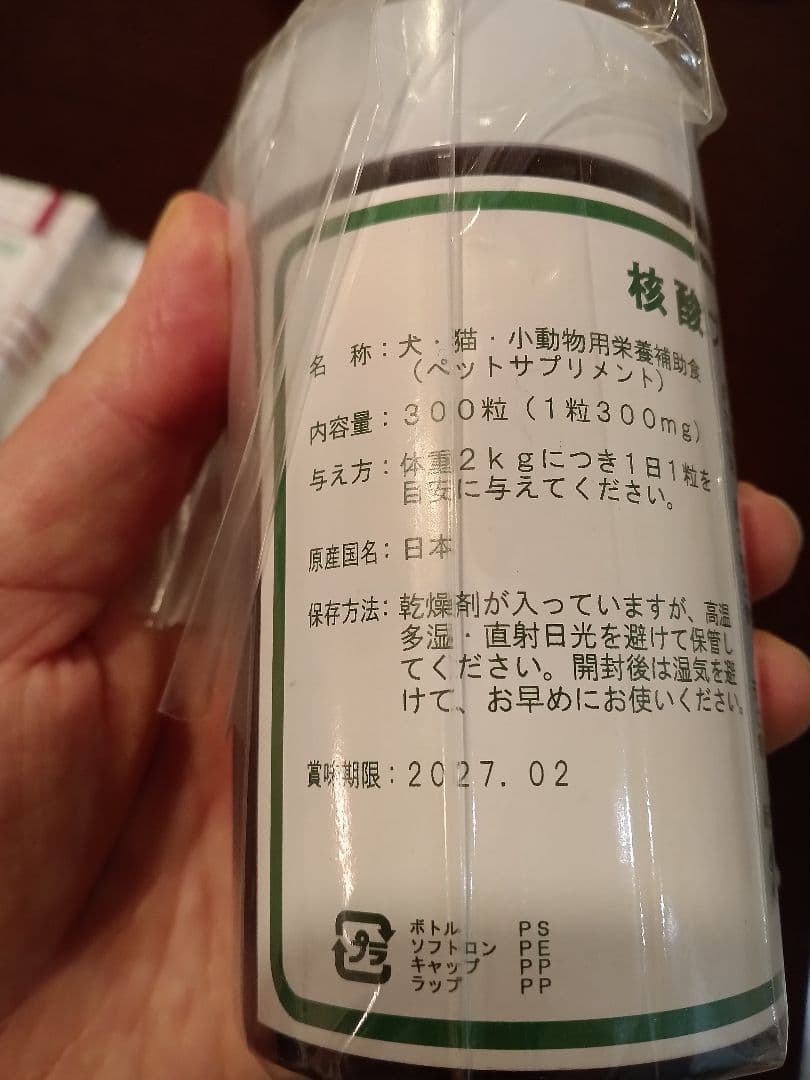 核酸
名 称：犬・猫・小動物用栄養補助食
（ペットサプリメント）
内容量：300粒（1粒300mg）
与え方：体重2kgにつき1日1粒を
目安に与えてください。
原産国名：日本
保存方法：乾燥剤が入っていますが、高温
多湿・直射日光を避けて保管し
てください。開封後は湿気を避
けて、お早めにお使いください。
賞味期限：2027.02
プラ
ボトル PS
ソフトロン PE
キャップ PP
ラップ PP